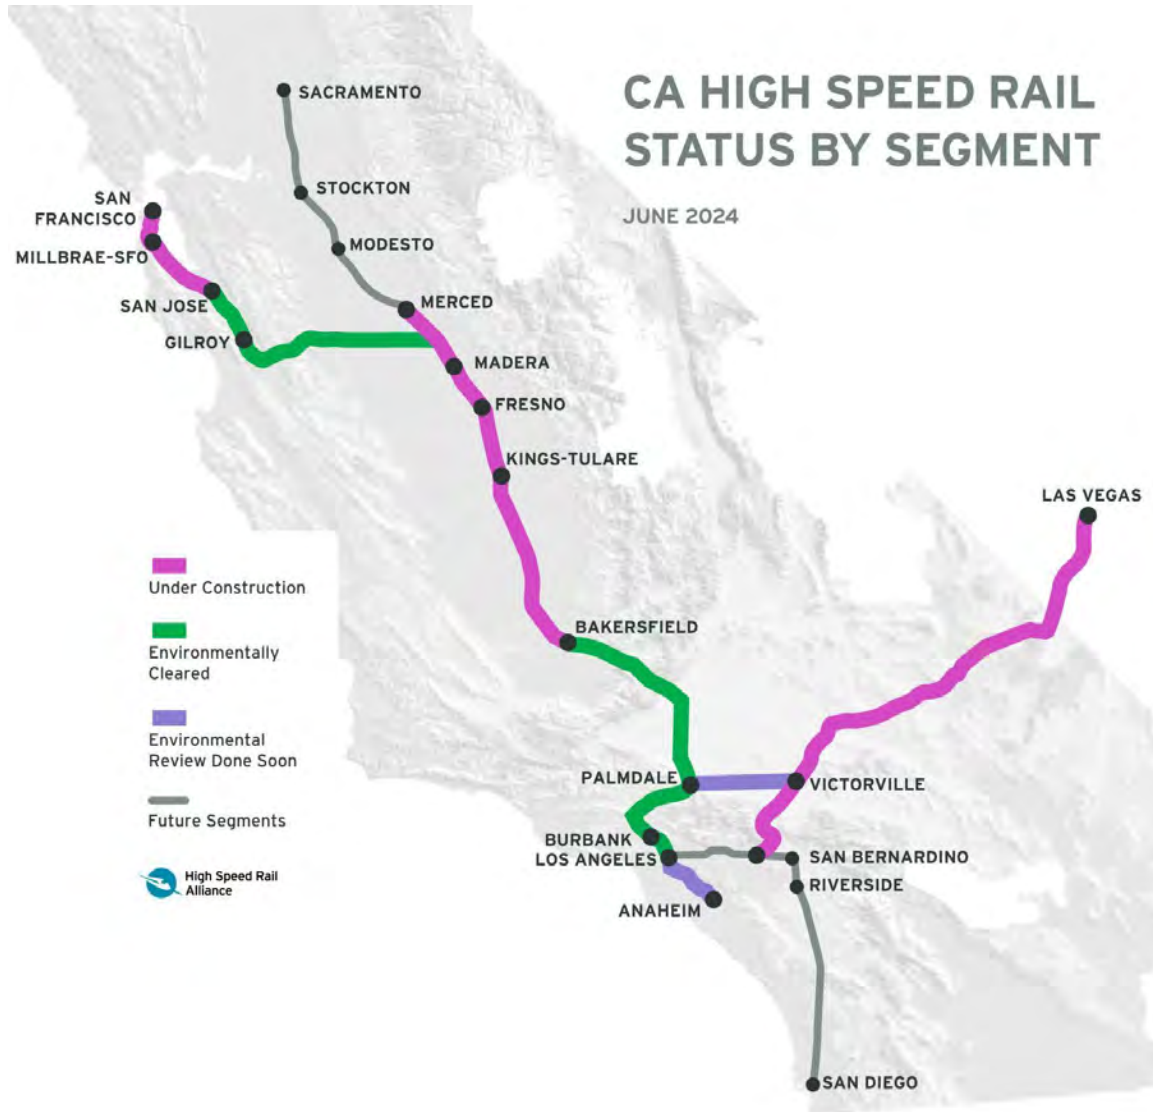 CA HIGH SPEED RAIL
STATUS BY SEGMENT
JUNE 2024
SACRAMENTO
STOCKTON
SAN
FRANCISCO
MODESTO
MILLBRAE-SFO
MERCED
SAN JOSE
GILROY
MADERA
FRESNO
KINGS-TULARE
LAS VEGAS
Under Construction
BAKERSFIELD
Environmentally
Cleared
Environmental
Review Done Soon
PALMDALE
VICTORVILLE
Future Segments
BURBANK
LOS ANGELES
SAN BERNARDINO
High Speed Rail
Alliance
RIVERSIDE
ANAHEIM
SAN DIEGO